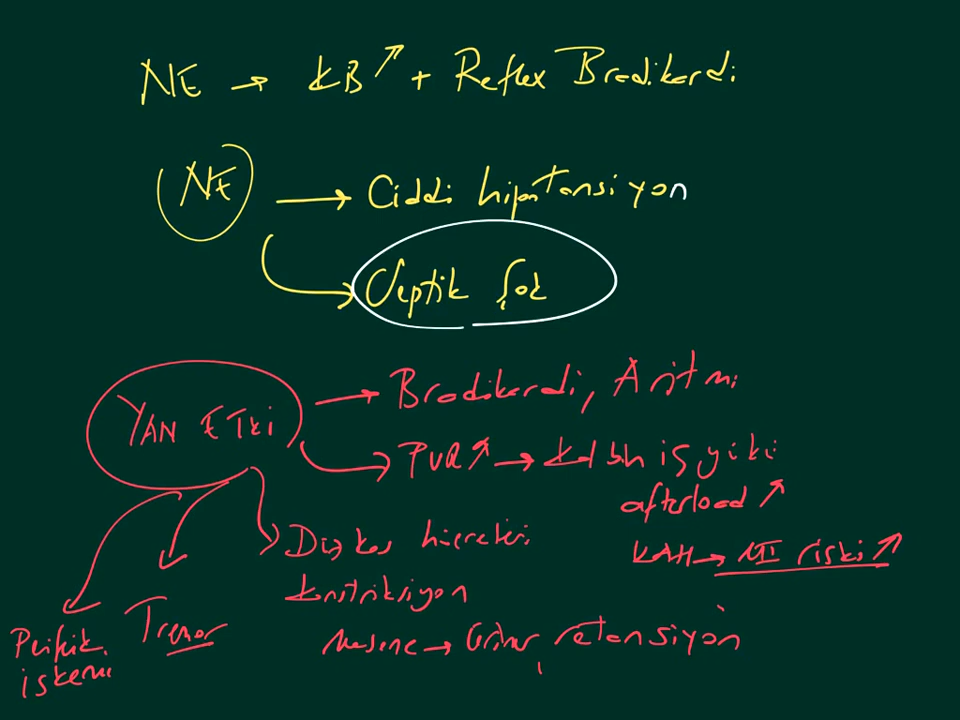 NE → KB↗ + Reflex Bradikardi
NE → Ciddi hipotansiyon
Septik Şok
YAN ETKİ → Bradikardi, Aritmi
PVR↗ → Kalbin iş yükü
afterload ↗
KAH → MI riski ↗
Düz kas hücreleri
konstriksiyon
Mesane → Üriner retansiyon
Tremor
Periferik
iskemi